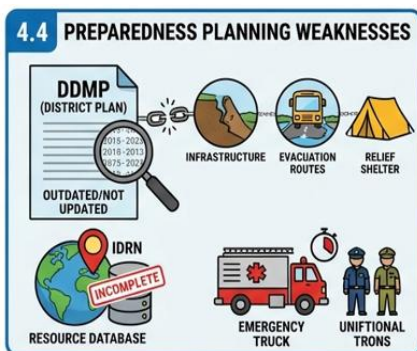 4.4 PREPAREDNESS PLANNING WEAKNESSES
DDMP
(DISTRICT PLAN)
2015-2023
2018-2013
OUTDATED/NOT
UPDATED
INFRASTRUCTURE
EVACUATION
ROUTES
RELIEF
SHELTER
IDRN
INCOMPLETE
RESOURCE DATABASE
EMERGENCY
TRUCK
UNIFTIONAL
TRONS